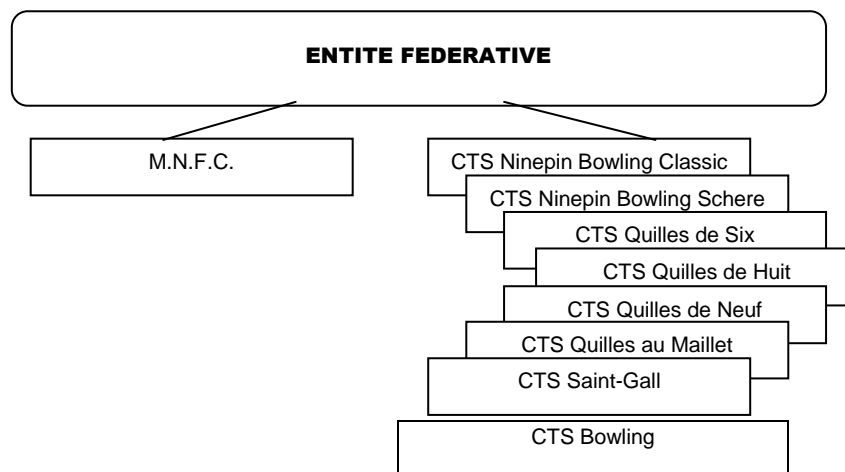 ENTITE FEDERATIVE
M.N.F.C.
CTS Ninepin Bowling Classic
CTS Ninepin Bowling Schere
CTS Quilles de Six
CTS Quilles de Huit
CTS Quilles de Neuf
CTS Quilles au Maillet
CTS Saint-Gall
CTS Bowling